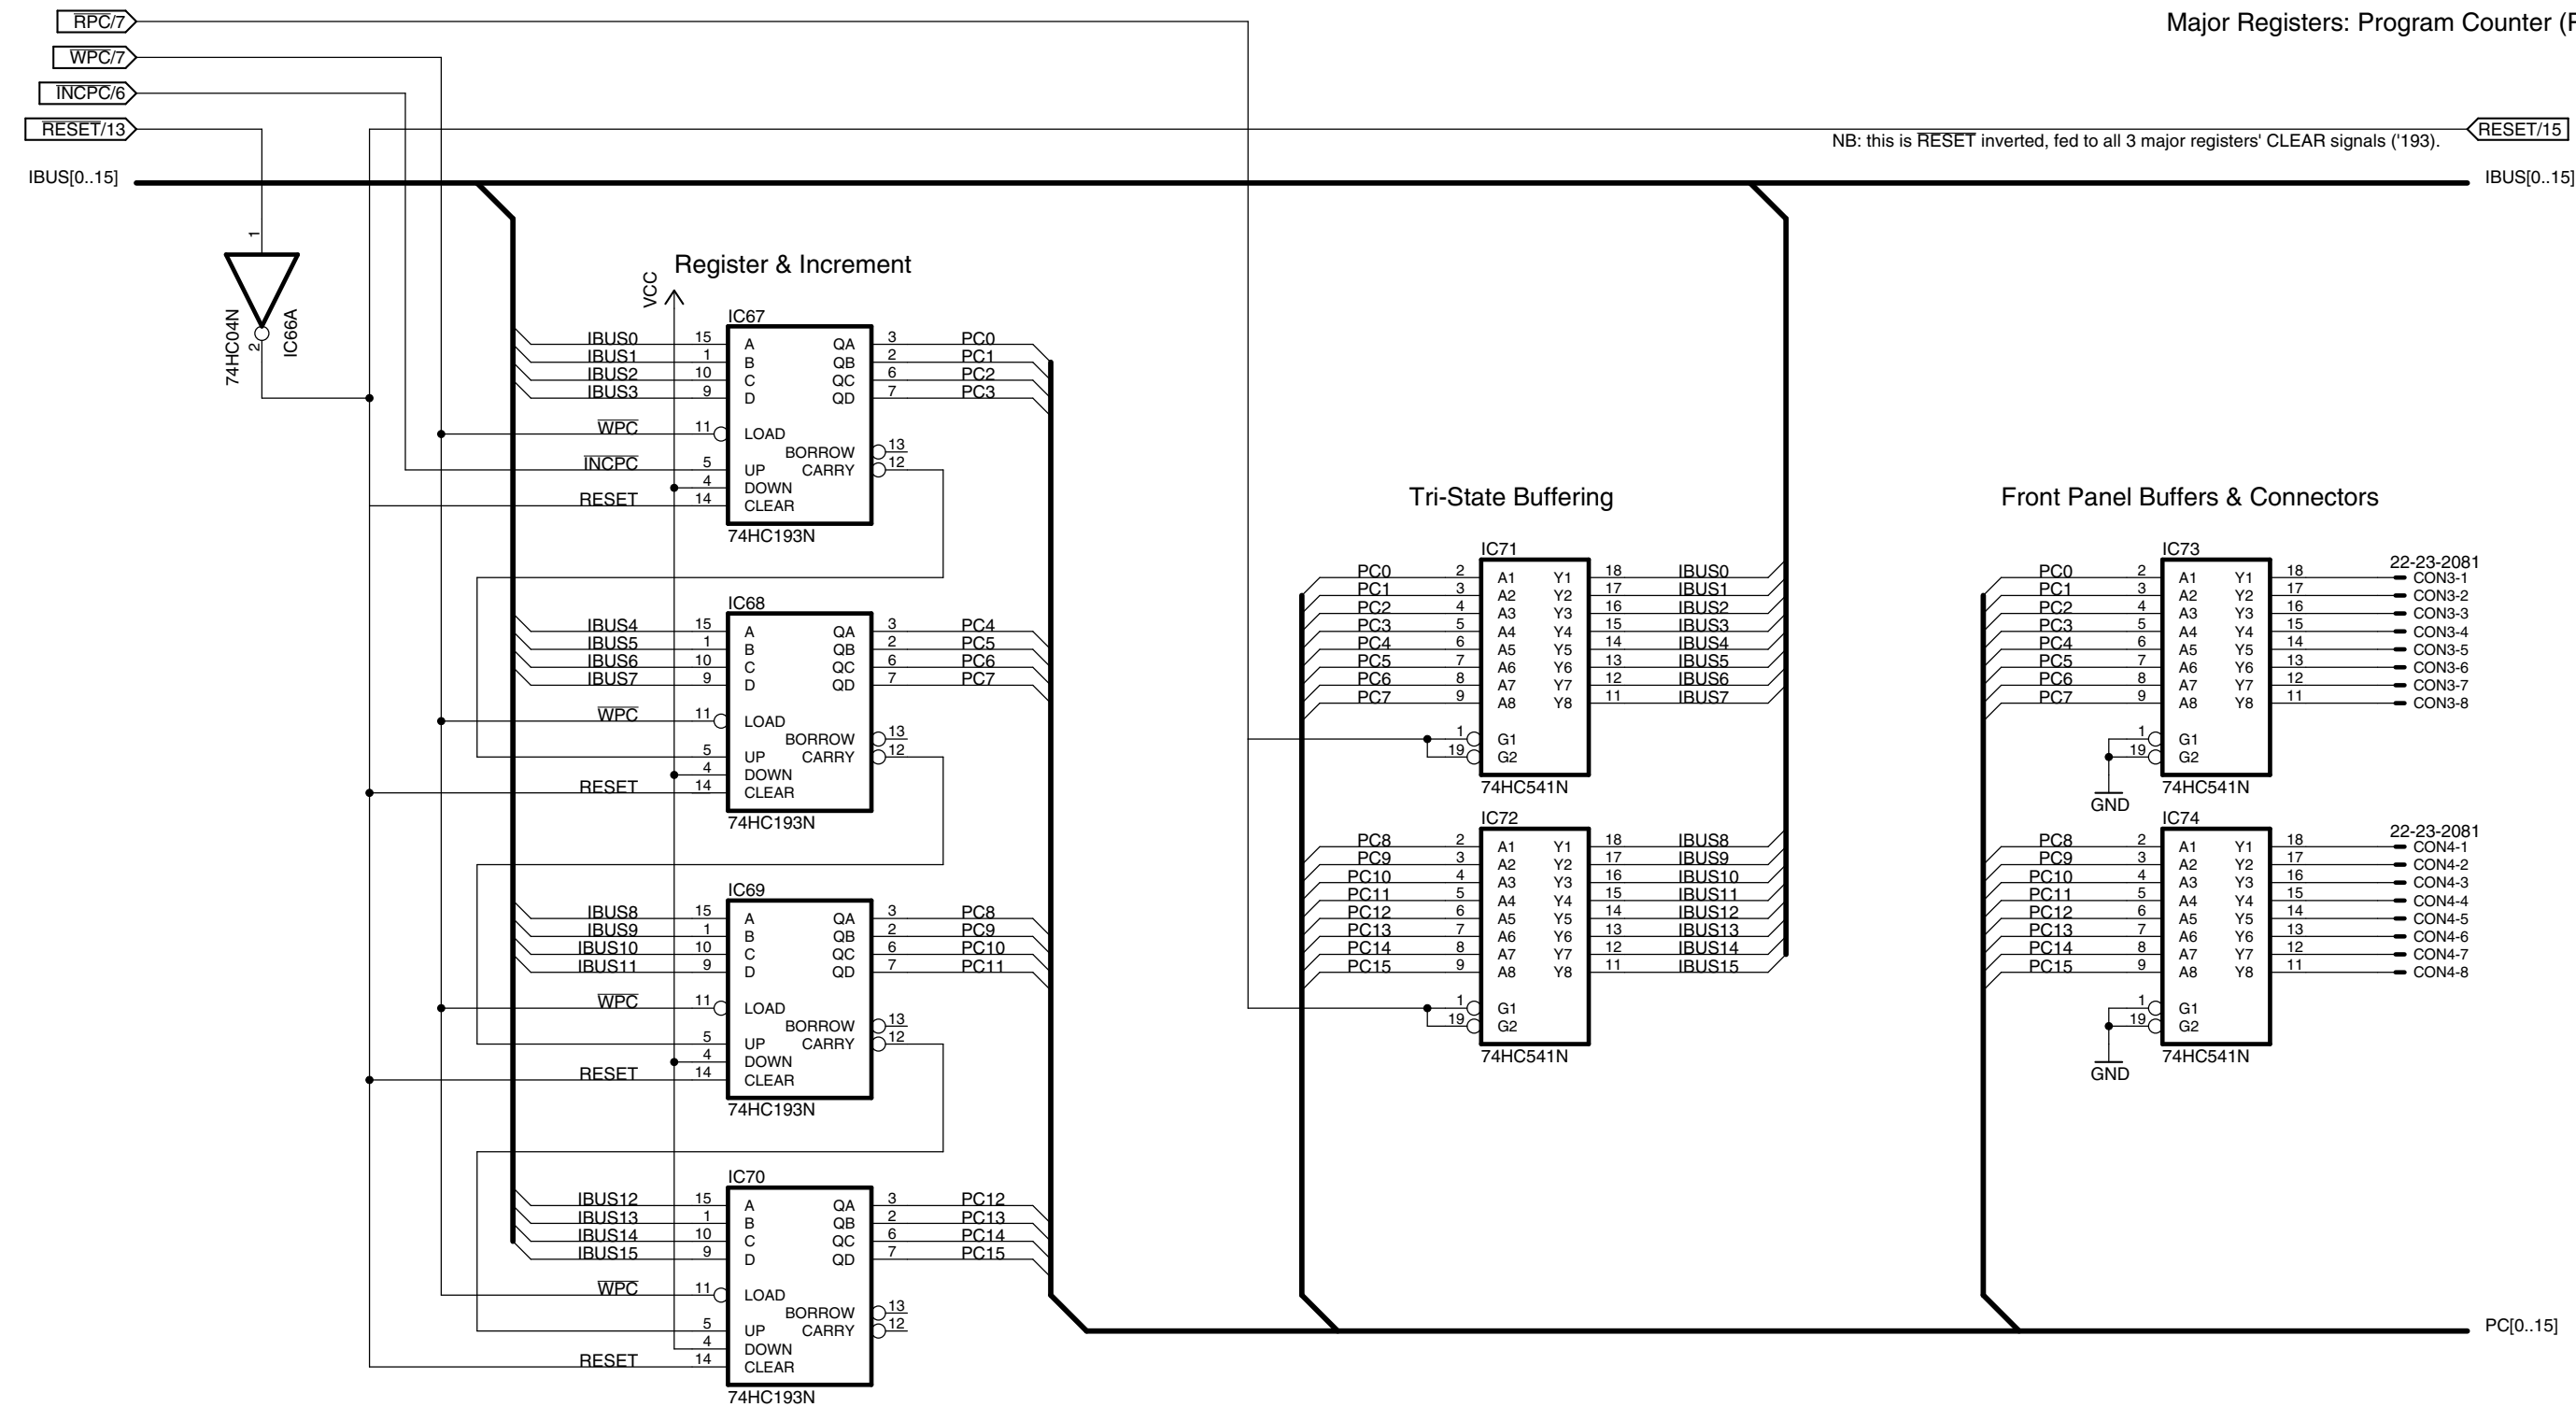 RPC/7
Major Registers: Program Counter (P
WPC/7
INCPC/6
RESET/13
RESET/15
NB: this is RESET inverted, fed to all 3 major registers' CLEAR signals ('193).
IBUS[0..15]
IBUS[0..15]
1
2
74HC04N
IC66A
Register & Increment
VCC
IC67
IBUS0 15 A QA 3 PC0
IBUS1 1 B QB 2 PC1
IBUS2 10 C QC 6 PC2
IBUS3 9 D QD 7 PC3
WPC 11 LOAD
BORROW 13
INCPC 5 UP CARRY 12
4 DOWN
RESET 14 CLEAR
74HC193N
IC68
IBUS4 15 A QA 3 PC4
IBUS5 1 B QB 2 PC5
IBUS6 10 C QC 6 PC6
IBUS7 9 D QD 7 PC7
WPC 11 LOAD
BORROW 13
5 UP CARRY 12
4 DOWN
RESET 14 CLEAR
74HC193N
IC69
IBUS8 15 A QA 3 PC8
IBUS9 1 B QB 2 PC9
IBUS10 10 C QC 6 PC10
IBUS11 9 D QD 7 PC11
WPC 11 LOAD
BORROW 13
5 UP CARRY 12
4 DOWN
RESET 14 CLEAR
74HC193N
IC70
IBUS12 15 A QA 3 PC12
IBUS13 1 B QB 2 PC13
IBUS14 10 C QC 6 PC14
IBUS15 9 D QD 7 PC15
WPC 11 LOAD
BORROW 13
5 UP CARRY 12
4 DOWN
RESET 14 CLEAR
74HC193N
Tri-State Buffering
IC71
PC0 2 A1 Y1 18 IBUS0
PC1 3 A2 Y2 17 IBUS1
PC2 4 A3 Y3 16 IBUS2
PC3 5 A4 Y4 15 IBUS3
PC4 6 A5 Y5 14 IBUS4
PC5 7 A6 Y6 13 IBUS5
PC6 8 A7 Y7 12 IBUS6
PC7 9 A8 Y8 11 IBUS7
1 G1
19 G2
74HC541N
IC72
PC8 2 A1 Y1 18 IBUS8
PC9 3 A2 Y2 17 IBUS9
PC10 4 A3 Y3 16 IBUS10
PC11 5 A4 Y4 15 IBUS11
PC12 6 A5 Y5 14 IBUS12
PC13 7 A6 Y6 13 IBUS13
PC14 8 A7 Y7 12 IBUS14
PC15 9 A8 Y8 11 IBUS15
1 G1
19 G2
74HC541N
Front Panel Buffers & Connectors
IC73
22-23-2081
PC0 2 A1 Y1 18 CON3-1
PC1 3 A2 Y2 17 CON3-2
PC2 4 A3 Y3 16 CON3-3
PC3 5 A4 Y4 15 CON3-4
PC4 6 A5 Y5 14 CON3-5
PC5 7 A6 Y6 13 CON3-6
PC6 8 A7 Y7 12 CON3-7
PC7 9 A8 Y8 11 CON3-8
1 G1
19 G2
74HC541N
GND
IC74
22-23-2081
PC8 2 A1 Y1 18 CON4-1
PC9 3 A2 Y2 17 CON4-2
PC10 4 A3 Y3 16 CON4-3
PC11 5 A4 Y4 15 CON4-4
PC12 6 A5 Y5 14 CON4-5
PC13 7 A6 Y6 13 CON4-6
PC14 8 A7 Y7 12 CON4-7
PC15 9 A8 Y8 11 CON4-8
1 G1
19 G2
74HC541N
GND
PC[0..15]